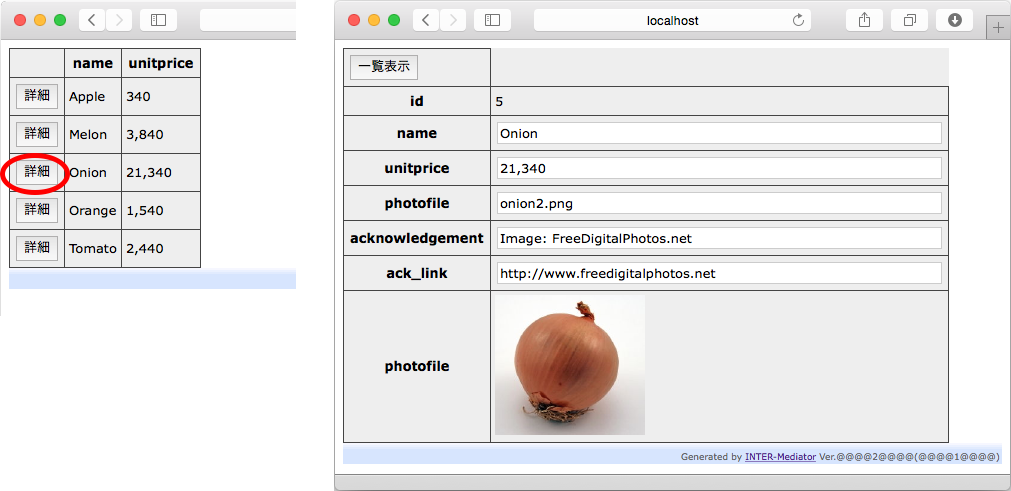 name unitprice
詳細 Apple 340
詳細 Melon 3,840
詳細 Onion 21,340
詳細 Orange 1,540
詳細 Tomato 2,440
localhost
一覧表示
id 5
name Onion
unitprice 21,340
photofile onion2.png
acknowledgement Image: FreeDigitalPhotos.net
ack_link http://www.freedigitalphotos.net
photofile
Generated by INTER-Mediator Ver.@@@@2@@@@(@@@@1@@@@)